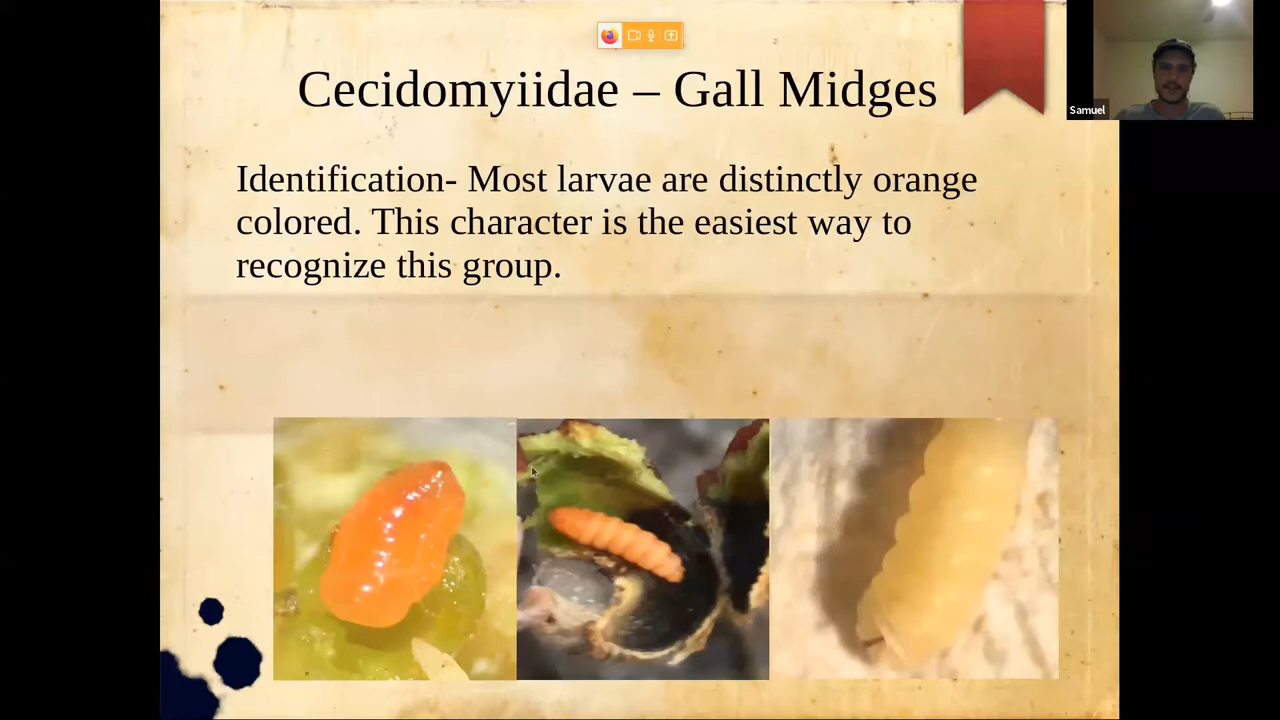 Cecidomyiidae – Gall Midges
Samuel
Identification- Most larvae are distinctly orange
colored. This character is the easiest way to
recognize this group.